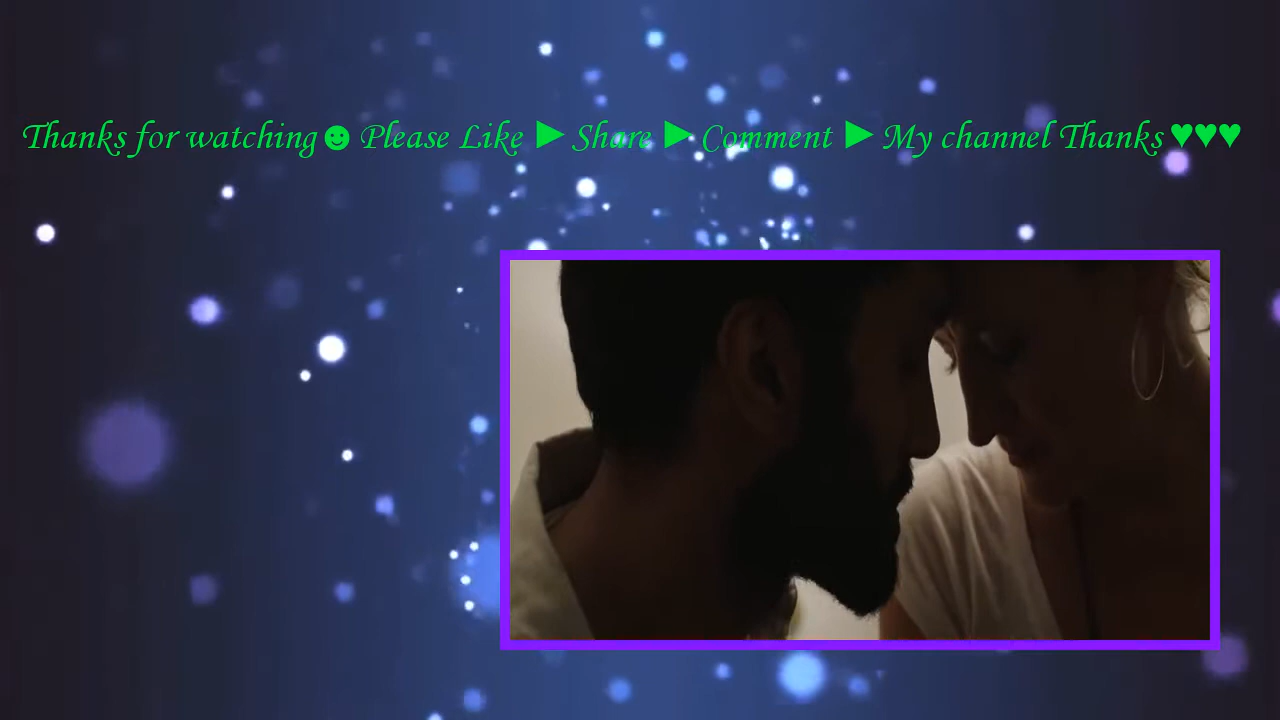 Thanks for watching☻Please Like ► Share ► Comment ► My channel Thanks ♥♥♥